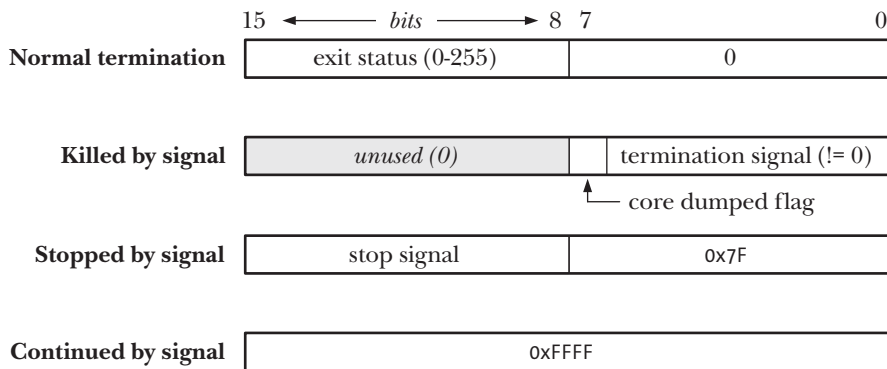 15 bits 8 7 0
Normal termination exit status (0-255) 0
Killed by signal unused (0) termination signal (!= 0)
core dumped flag
Stopped by signal stop signal 0x7F
Continued by signal 0xFFFF